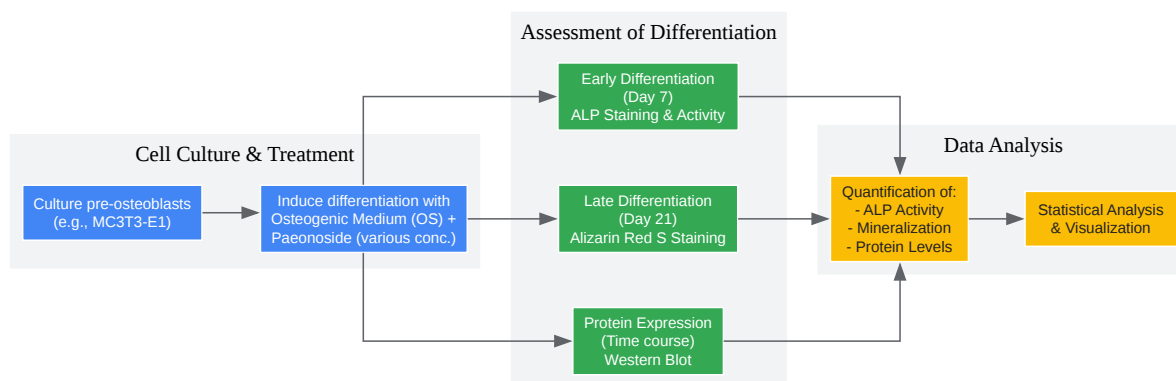 Assessment of Differentiation
Early Differentiation
(Day 7)
ALP Staining & Activity
Cell Culture & Treatment
Data Analysis
Culture pre-osteoblasts
(e.g., MC3T3-E1)
Induce differentiation with
Osteogenic Medium (OS) +
Paeonoside (various conc.)
Late Differentiation
(Day 21)
Alizarin Red S Staining
Quantification of:
- ALP Activity
- Mineralization
- Protein Levels
Statistical Analysis
& Visualization
Protein Expression
(Time course)
Western Blot